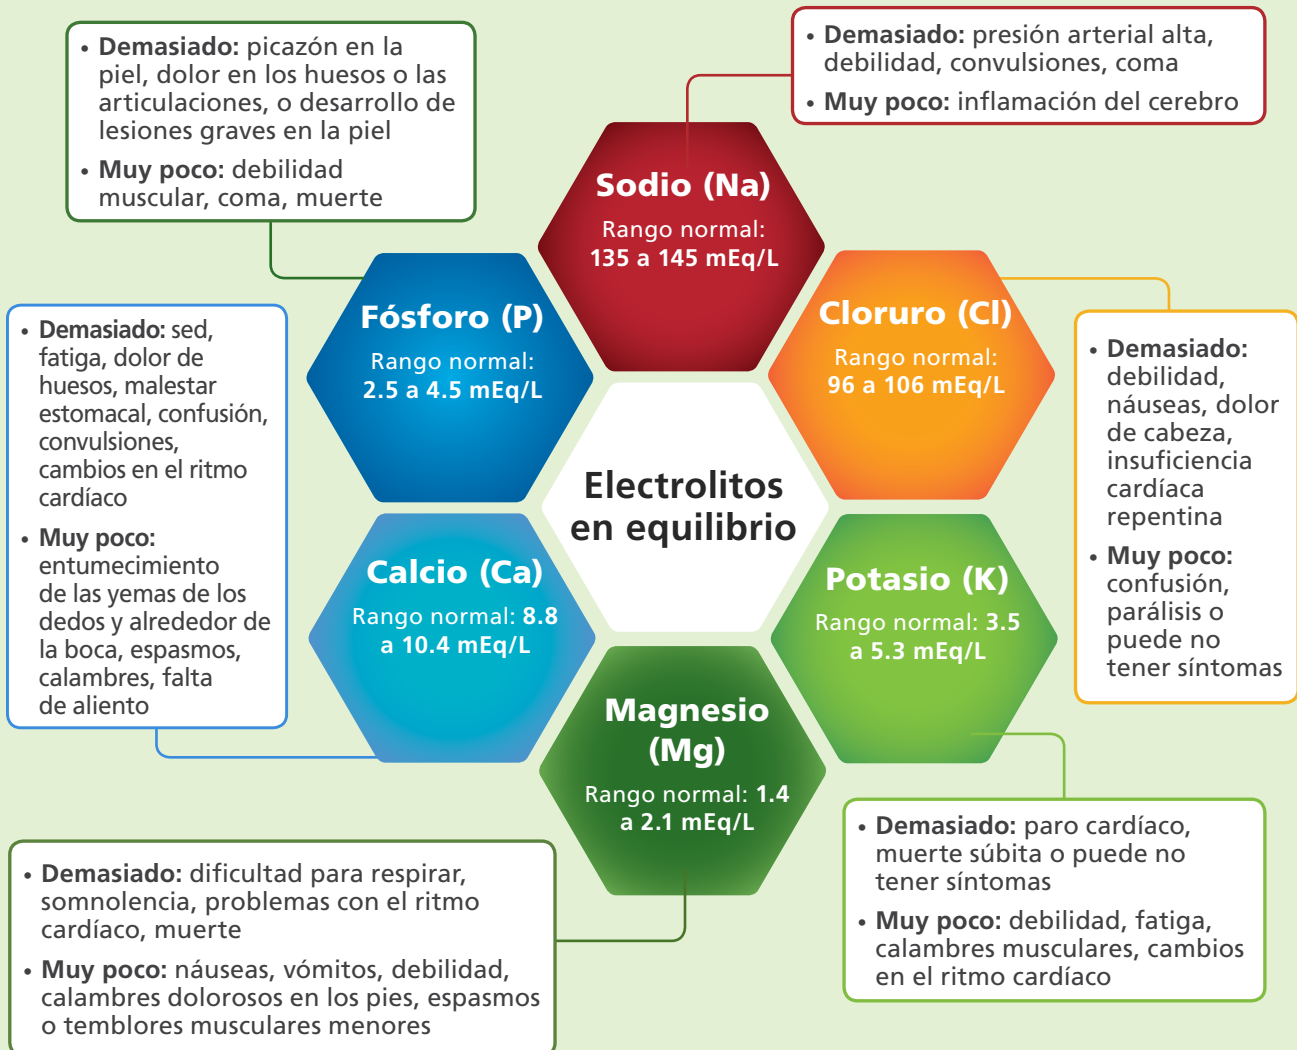 • Demasiado: picazón en la
piel, dolor en los huesos o las
articulaciones, o desarrollo de
lesiones graves en la piel
• Muy poco: debilidad
muscular, coma, muerte
• Demasiado: presión arterial alta,
debilidad, convulsiones, coma
• Muy poco: inflamación del cerebro
Sodio (Na)
Rango normal:
135 a 145 mEq/L
Fósforo (P)
Rango normal:
2.5 a 4.5 mEq/L
Cloruro (Cl)
Rango normal:
96 a 106 mEq/L
• Demasiado: sed,
fatiga, dolor de
huesos, malestar
estomacal, confusión,
convulsiones,
cambios en el ritmo
cardíaco
• Muy poco:
entumecimiento
de las yemas de los
dedos y alrededor de
la boca, espasmos,
calambres, falta
de aliento
• Demasiado:
debilidad,
náuseas, dolor
de cabeza,
insuficiencia
cardíaca
repentina
• Muy poco:
confusión,
parálisis o
puede no
tener síntomas
Electrolitos
en equilibrio
Calcio (Ca)
Rango normal: 8.8
a 10.4 mEq/L
Potasio (K)
Rango normal: 3.5
a 5.3 mEq/L
Magnesio
(Mg)
Rango normal: 1.4
a 2.1 mEq/L
• Demasiado: dificultad para respirar,
somnolencia, problemas con el ritmo
cardíaco, muerte
• Muy poco: náuseas, vómitos, debilidad,
calambres dolorosos en los pies, espasmos
o temblores musculares menores
• Demasiado: paro cardíaco,
muerte súbita o puede no
tener síntomas
• Muy poco: debilidad, fatiga,
calambres musculares, cambios
en el ritmo cardíaco